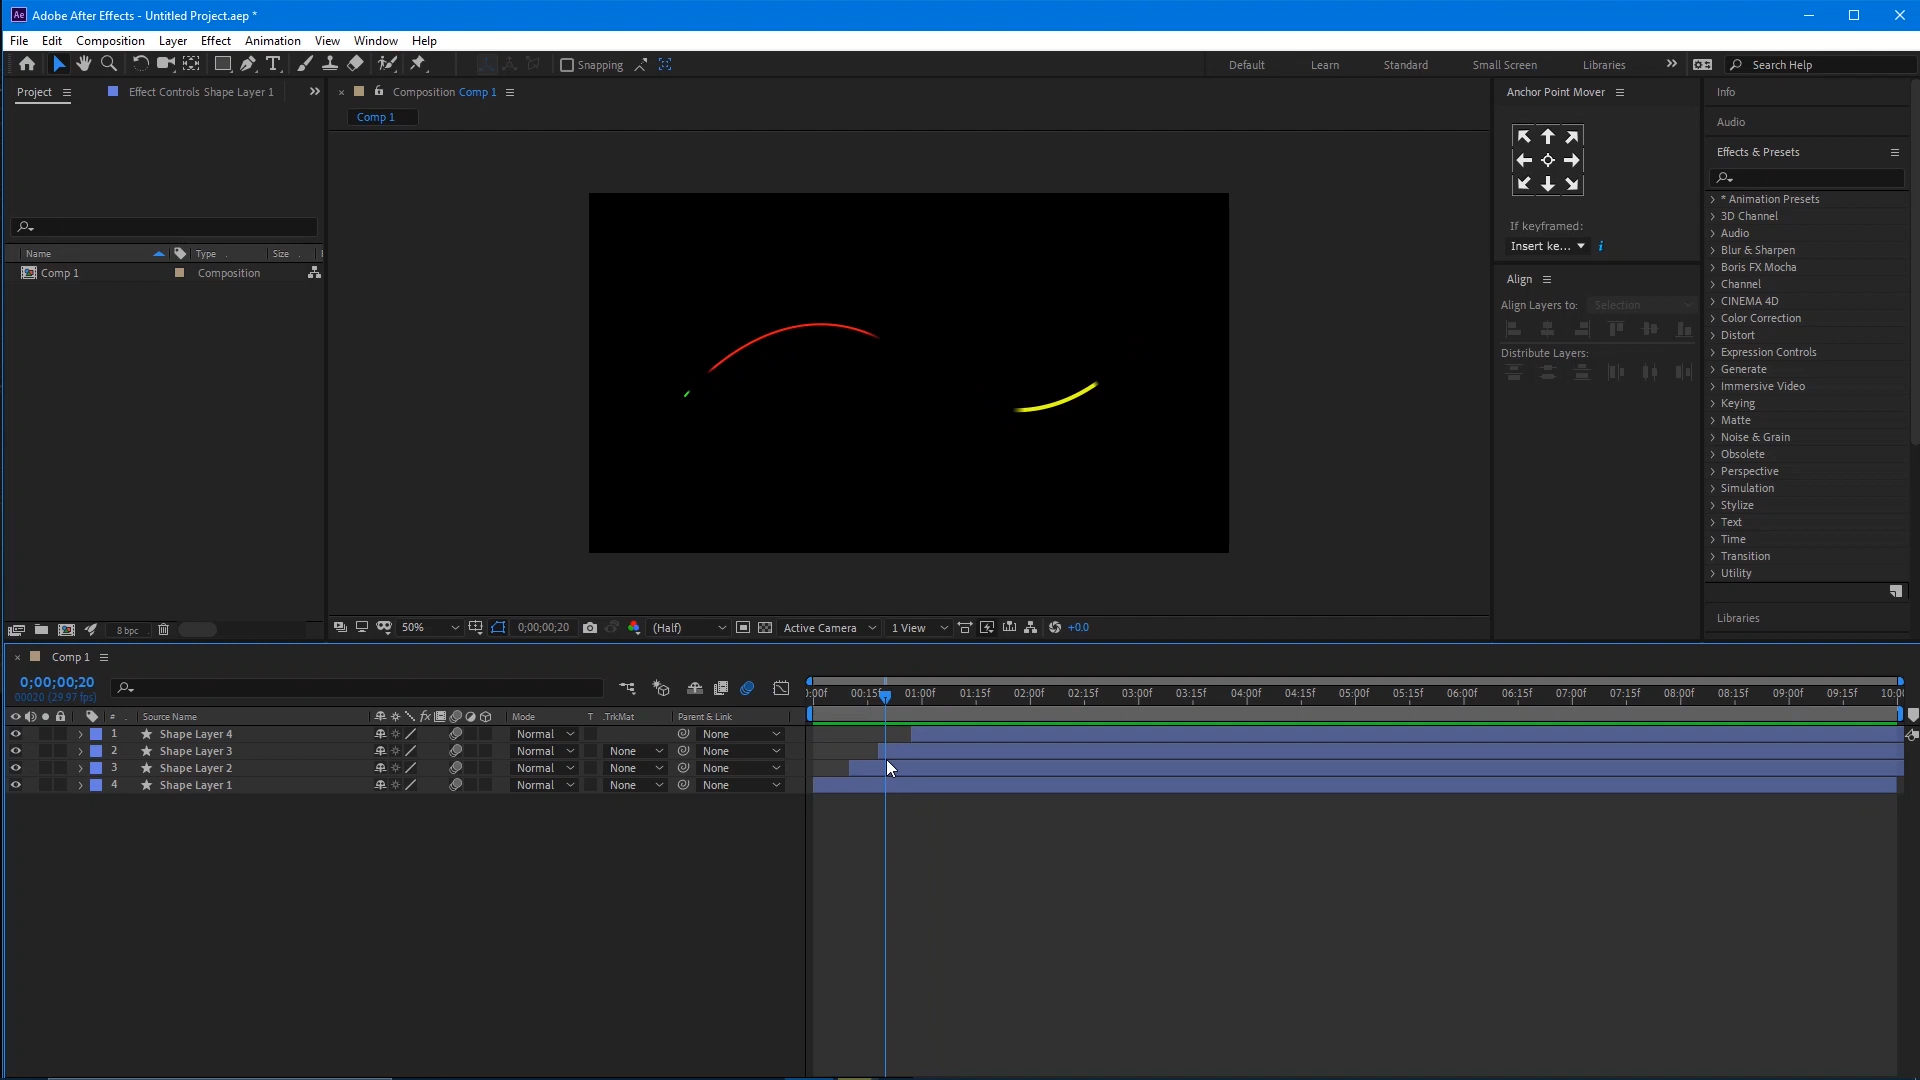 Ae Adobe After Effects - Untitled Project.aep *
File Edit Composition Layer Effect Animation View Window Help
Snapping Default Learn Standard Small Screen Libraries Search Help
Project Effect Controls Shape Layer 1
Composition Comp 1
Comp 1
Name Type Size
Comp 1 Composition
8 bpc
50% 0;00;00;20 (Half) Active Camera 1 View +0.0
Anchor Point Mover
If keyframed:
Insert ke...
Align
Align Layers to: Selection
Distribute Layers:
Info
Audio
Effects & Presets
* Animation Presets
3D Channel
Audio
Blur & Sharpen
Boris FX Mocha
Channel
CINEMA 4D
Color Correction
Distort
Expression Controls
Generate
Immersive Video
Keying
Matte
Noise & Grain
Obsolete
Perspective
Simulation
Stylize
Text
Time
Transition
Utility
Libraries
Comp 1
0;00;00;20
00020 (29.97 fps)
:00f 00:15f 01:00f 01:15f 02:00f 02:15f 03:00f 03:15f 04:00f 04:15f 05:00f 05:15f 06:00f 06:15f 07:00f 07:15f 08:00f 08:15f 09:00f 09:15f 10:00
# Source Name fx Mode T .TrkMat Parent & Link
1 Shape Layer 4 Normal None
2 Shape Layer 3 Normal None None
3 Shape Layer 2 Normal None None
4 Shape Layer 1 Normal None None